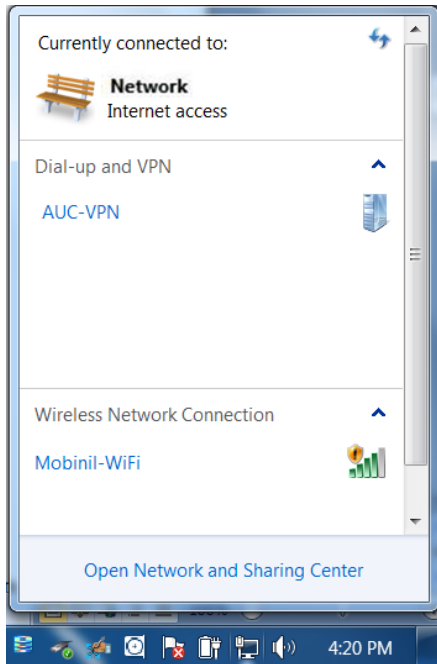 Currently connected to:
Network
Internet access
Dial-up and VPN
AUC-VPN
Wireless Network Connection
Mobinil-WiFi
Open Network and Sharing Center
4:20 PM